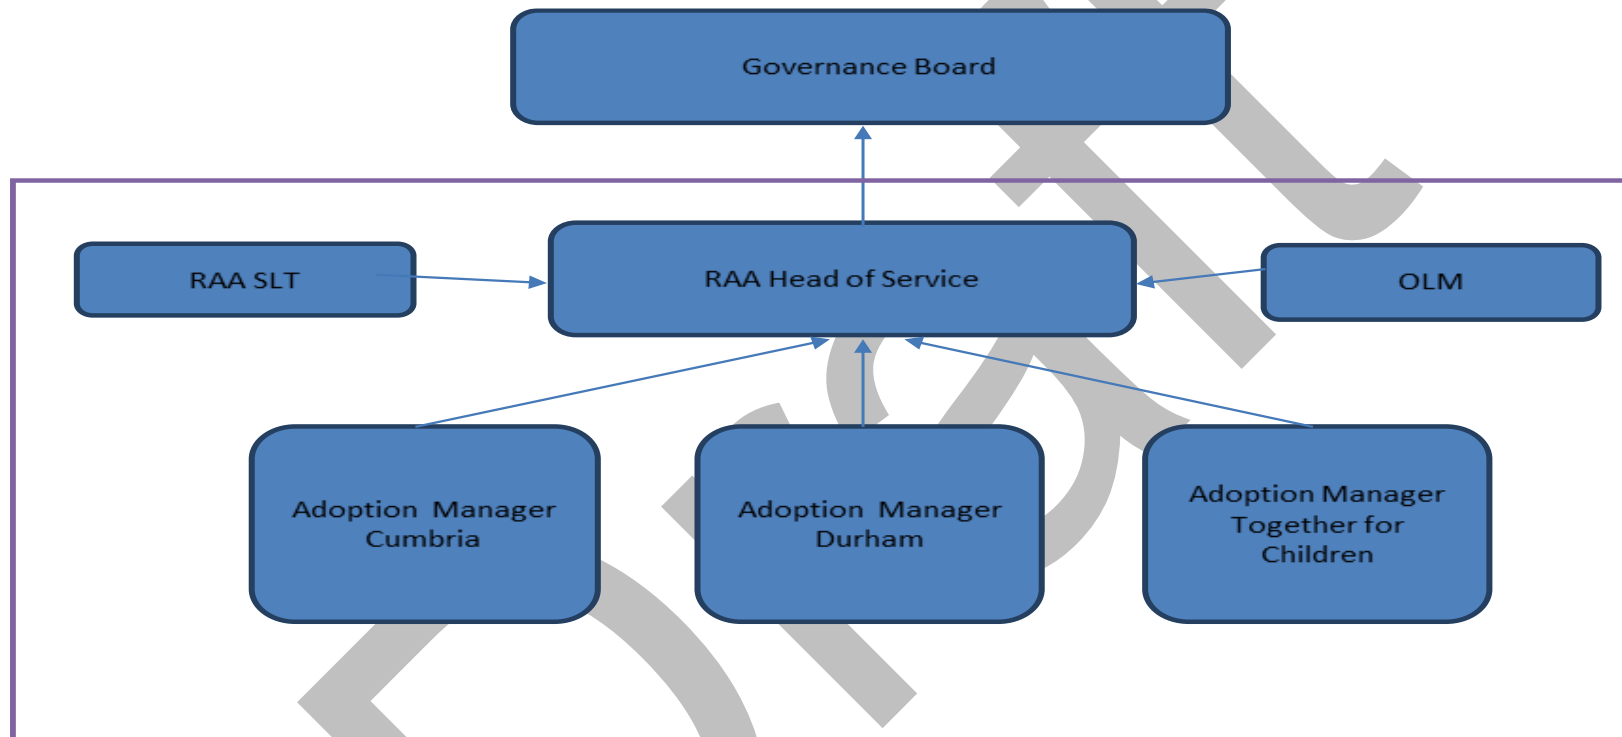 Governance Board
RAA SLT
RAA Head of Service
OLM
Adoption Manager
Cumbria
Adoption Manager
Durham
Adoption Manager
Together for
Children